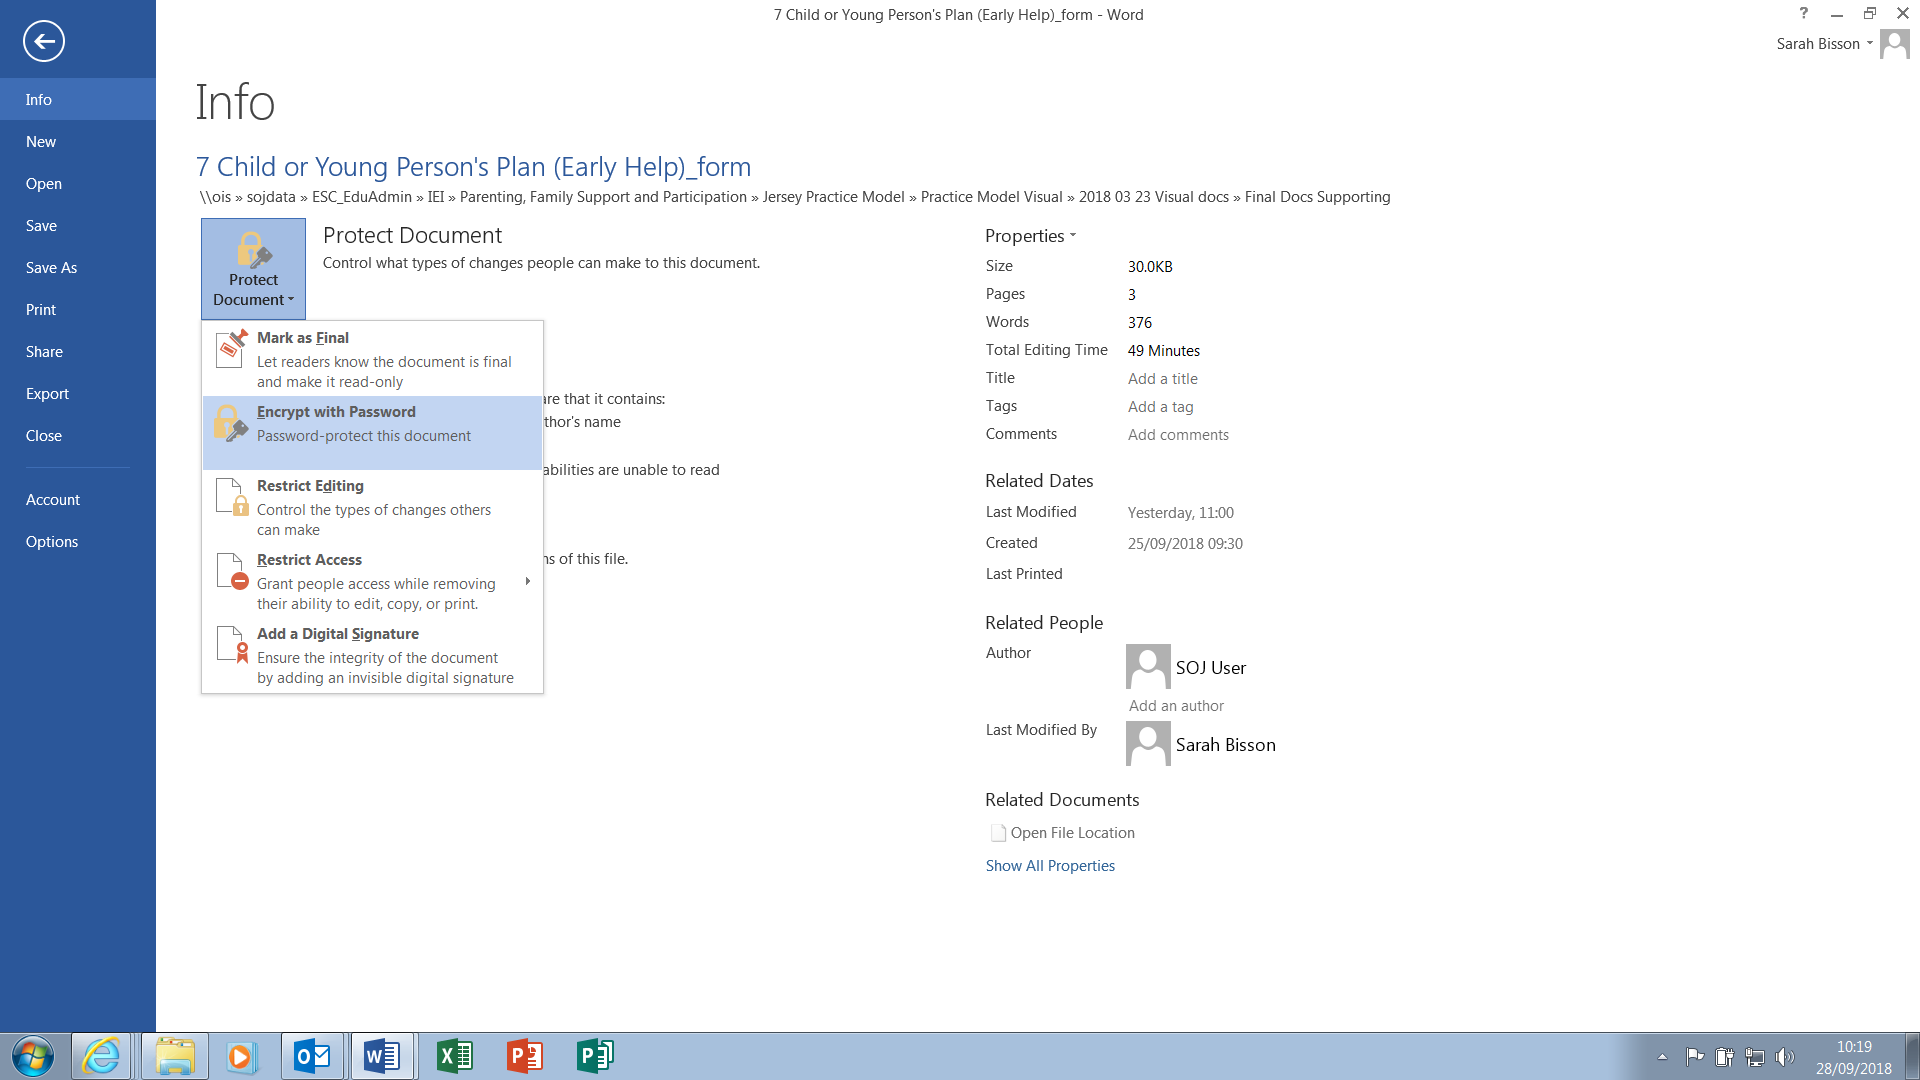 7 Child or Young Person's Plan (Early Help)_form - Word
?
Sarah Bisson
Info
New
Open
Save
Save As
Print
Share
Export
Close
Account
Options
Info
7 Child or Young Person's Plan (Early Help)_form
\\ois » sojdata » ESC_EduAdmin » IEI » Parenting, Family Support and Participation » Jersey Practice Model » Practice Model Visual » 2018 03 23 Visual docs » Final Docs Supporting
Protect
Document
Protect Document
Control what types of changes people can make to this document.
Mark as Final
Let readers know the document is final
and make it read-only
Encrypt with Password
Password-protect this document
Restrict Editing
Control the types of changes others
can make
Restrict Access
Grant people access while removing
their ability to edit, copy, or print.
Add a Digital Signature
Ensure the integrity of the document
by adding an invisible digital signature
are that it contains:
thor's name
abilities are unable to read
ns of this file.
Properties
Size 30.0KB
Pages 3
Words 376
Total Editing Time 49 Minutes
Title Add a title
Tags Add a tag
Comments Add comments
Related Dates
Last Modified Yesterday, 11:00
Created 25/09/2018 09:30
Last Printed
Related People
Author SOJ User
Add an author
Last Modified By Sarah Bisson
Related Documents
Open File Location
Show All Properties
10:19
28/09/2018